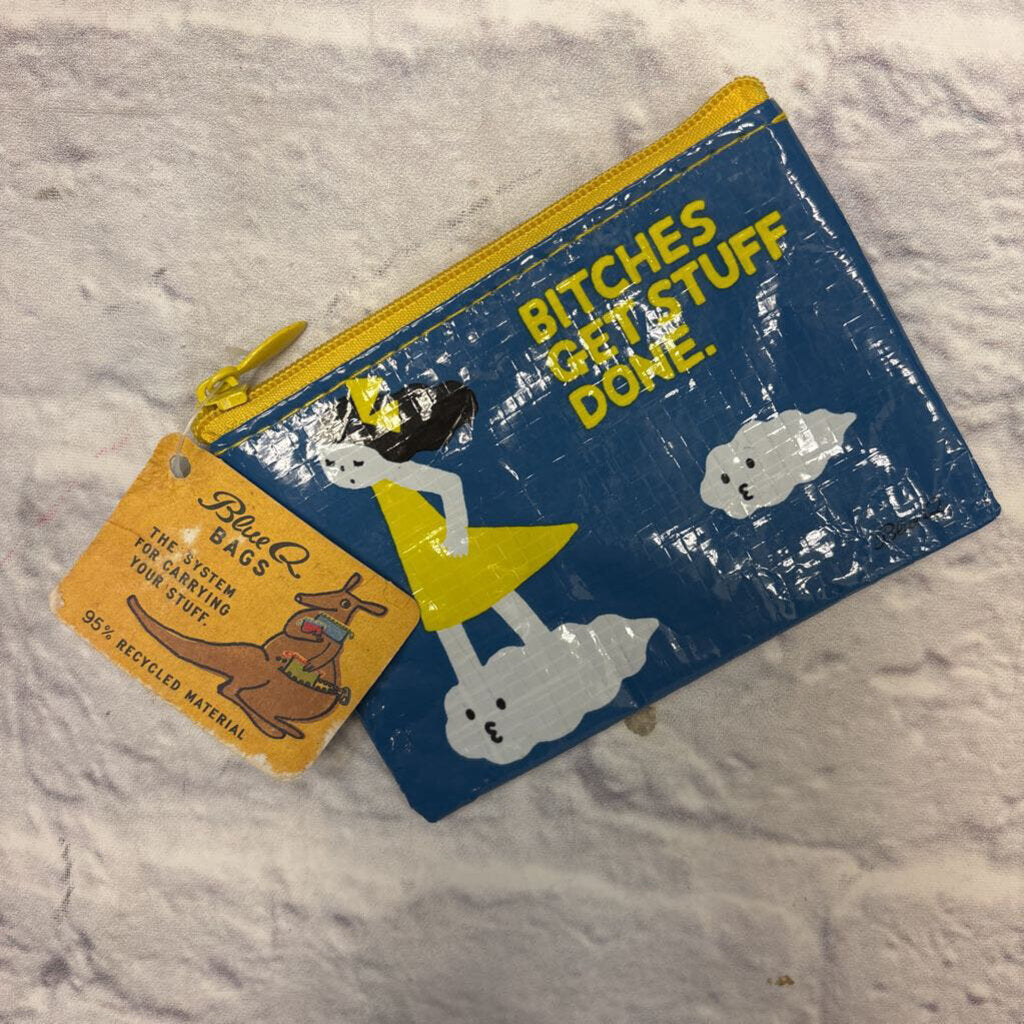 BITCHES
GET STUFF
DONE.
Blue Q
BAGS
THE SYSTEM
FOR CARRYING
YOUR STUFF.
95% RECYCLED MATERIAL